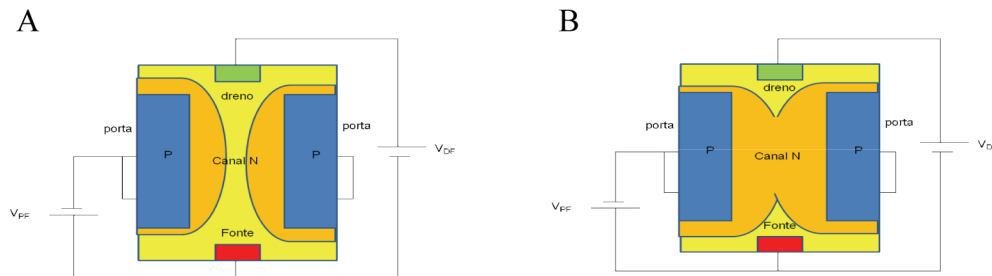 A
dreno
porta
porta
P
Canal N
P
V_DF
V_PF
Fonte
B
dreno
porta
porta
P
Canal N
P
V_D
V_PF
Fonte